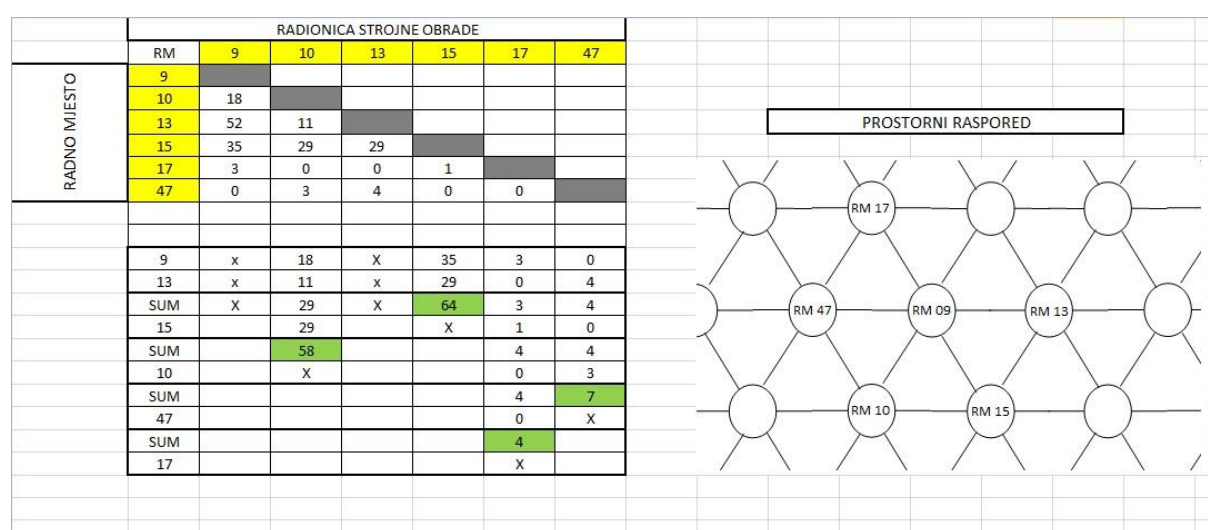 RADIONICA STROJNE OBRADE
RM 9 10 13 15 17 47
RADNO MJESTO
9
10 18
13 52 11
15 35 29 29
17 3 0 0 1
47 0 3 4 0 0
9 x 18 X 35 3 0
13 x 11 x 29 0 4
SUM X 29 X 64 3 4
15 29 X 1 0
SUM 58 4 4
10 X 0 3
SUM 4 7
47 0 X
SUM 4
17 X
PROSTORNI RASPORED
RM 17
RM 47 RM 09 RM 13
RM 10 RM 15